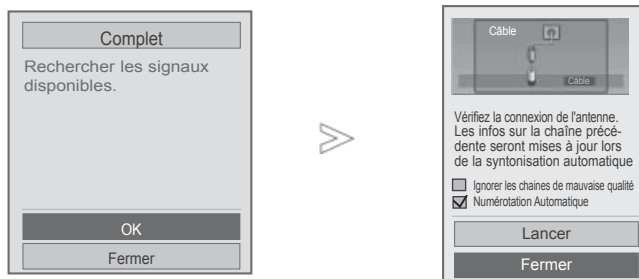 Complet
Rechercher les signaux
disponibles.
OK
Fermer
Câble
Câble
Vérifiez la connexion de l'antenne.
Les infos sur la chaîne précé-
dente seront mises à jour lors
de la syntonisation automatique
Ignorer les chaines de mauvaise qualité
Numérotation Automatique
Lancer
Fermer